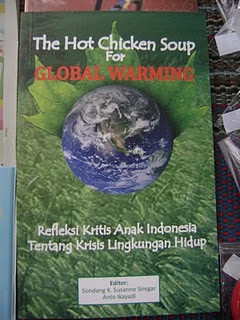 The Hot Chicken Soup
For
GLOBAL WARMING
Refleksi Kritis Anak Indonesia
Tentang Krisis Lingkungan Hidup
Editor:
Sondang K. Susanne Siregar
Anto Ikayadi